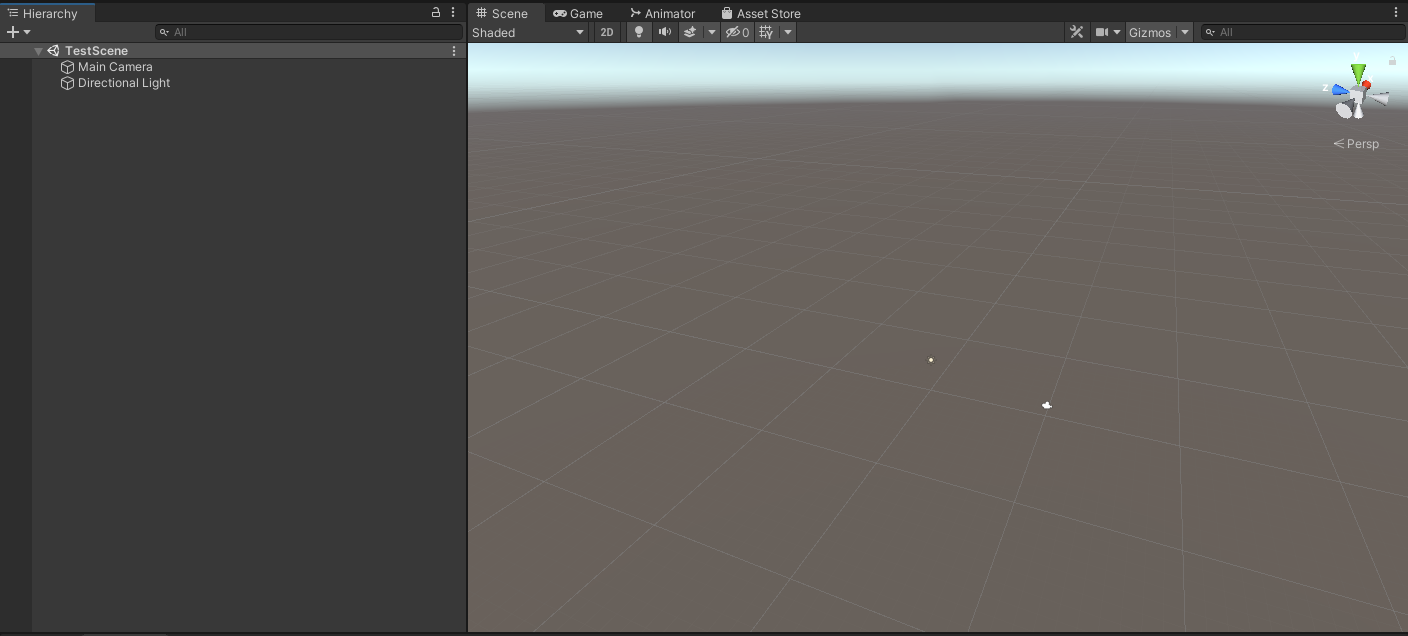 Hierarchy
All
TestScene
Main Camera
Directional Light
Scene Game Animator Asset Store
Shaded 2D 0 Gizmos All
z
Persp